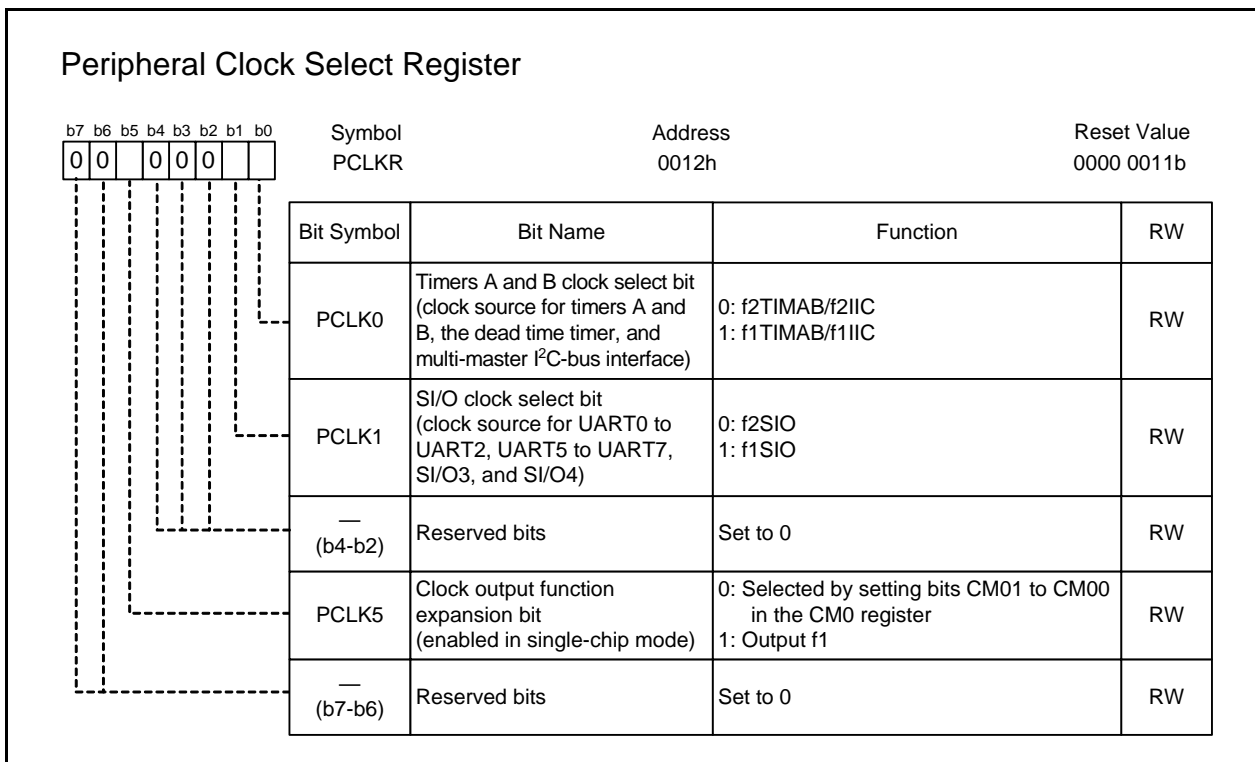 Peripheral Clock Select Register
b7 b6 b5 b4 b3 b2 b1 b0
Symbol Address Reset Value
0 0 0 0 0
PCLKR 0012h 0000 0011b
Bit Symbol Bit Name Function RW
PCLK0
Timers A and B clock select bit
(clock source for timers A and
B, the dead time timer, and
multi-master I²C-bus interface)
0: f2TIMAB/f2IIC
1: f1TIMAB/f1IIC
RW
PCLK1
SI/O clock select bit
(clock source for UART0 to
UART2, UART5 to UART7,
SI/O3, and SI/O4)
0: f2SIO
1: f1SIO
RW
—
(b4-b2)
Reserved bits
Set to 0
RW
PCLK5
Clock output function
expansion bit
(enabled in single-chip mode)
0: Selected by setting bits CM01 to CM00
in the CM0 register
1: Output f1
RW
—
(b7-b6)
Reserved bits
Set to 0
RW